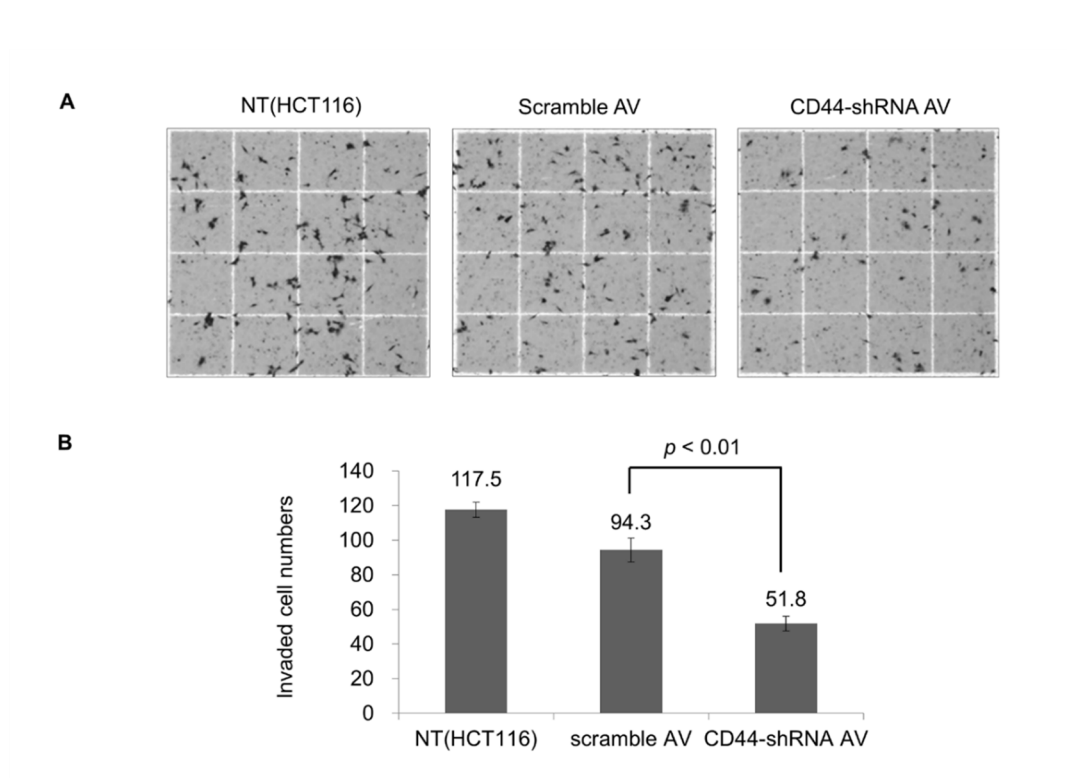 A
NT(HCT116)
Scramble AV
CD44-shRNA AV
B
p < 0.01
Invaded cell numbers
140
120
100
80
60
40
20
0
117.5
94.3
51.8
NT(HCT116)
scramble AV
CD44-shRNA AV